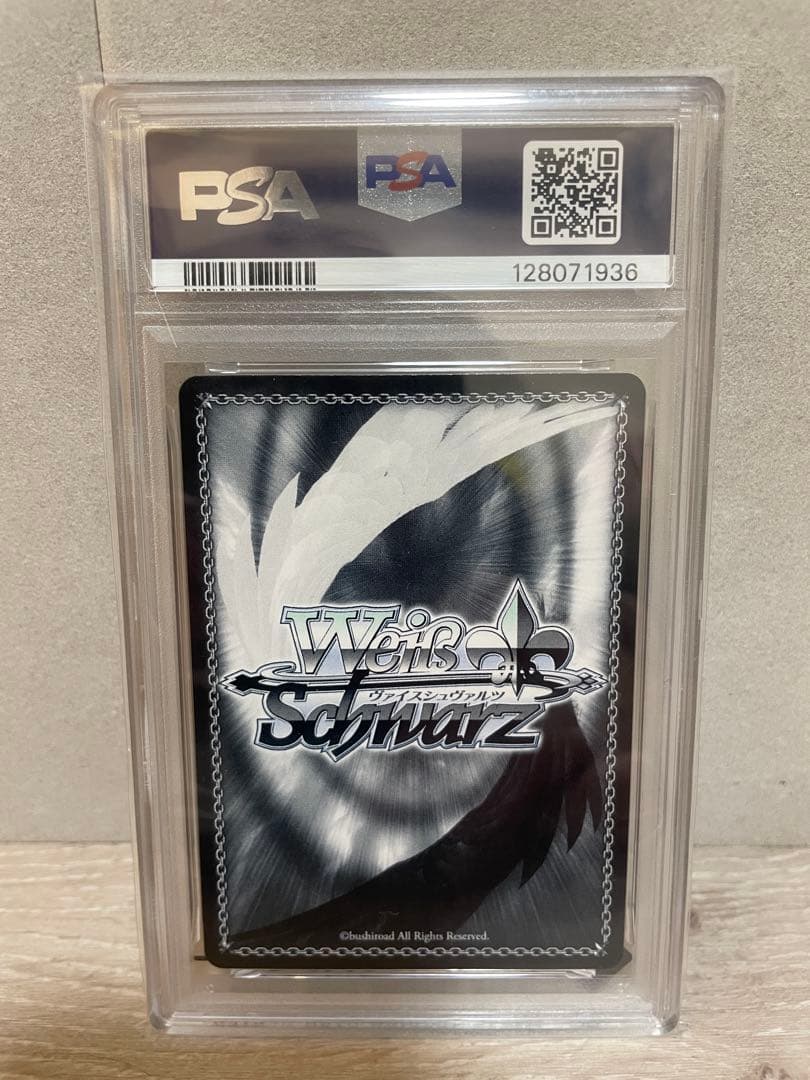 PSA
PSA
128071936
Weiß
ヴァイスシュヴァルツ
Schwarz
©bushiroad All Rights Reserved.